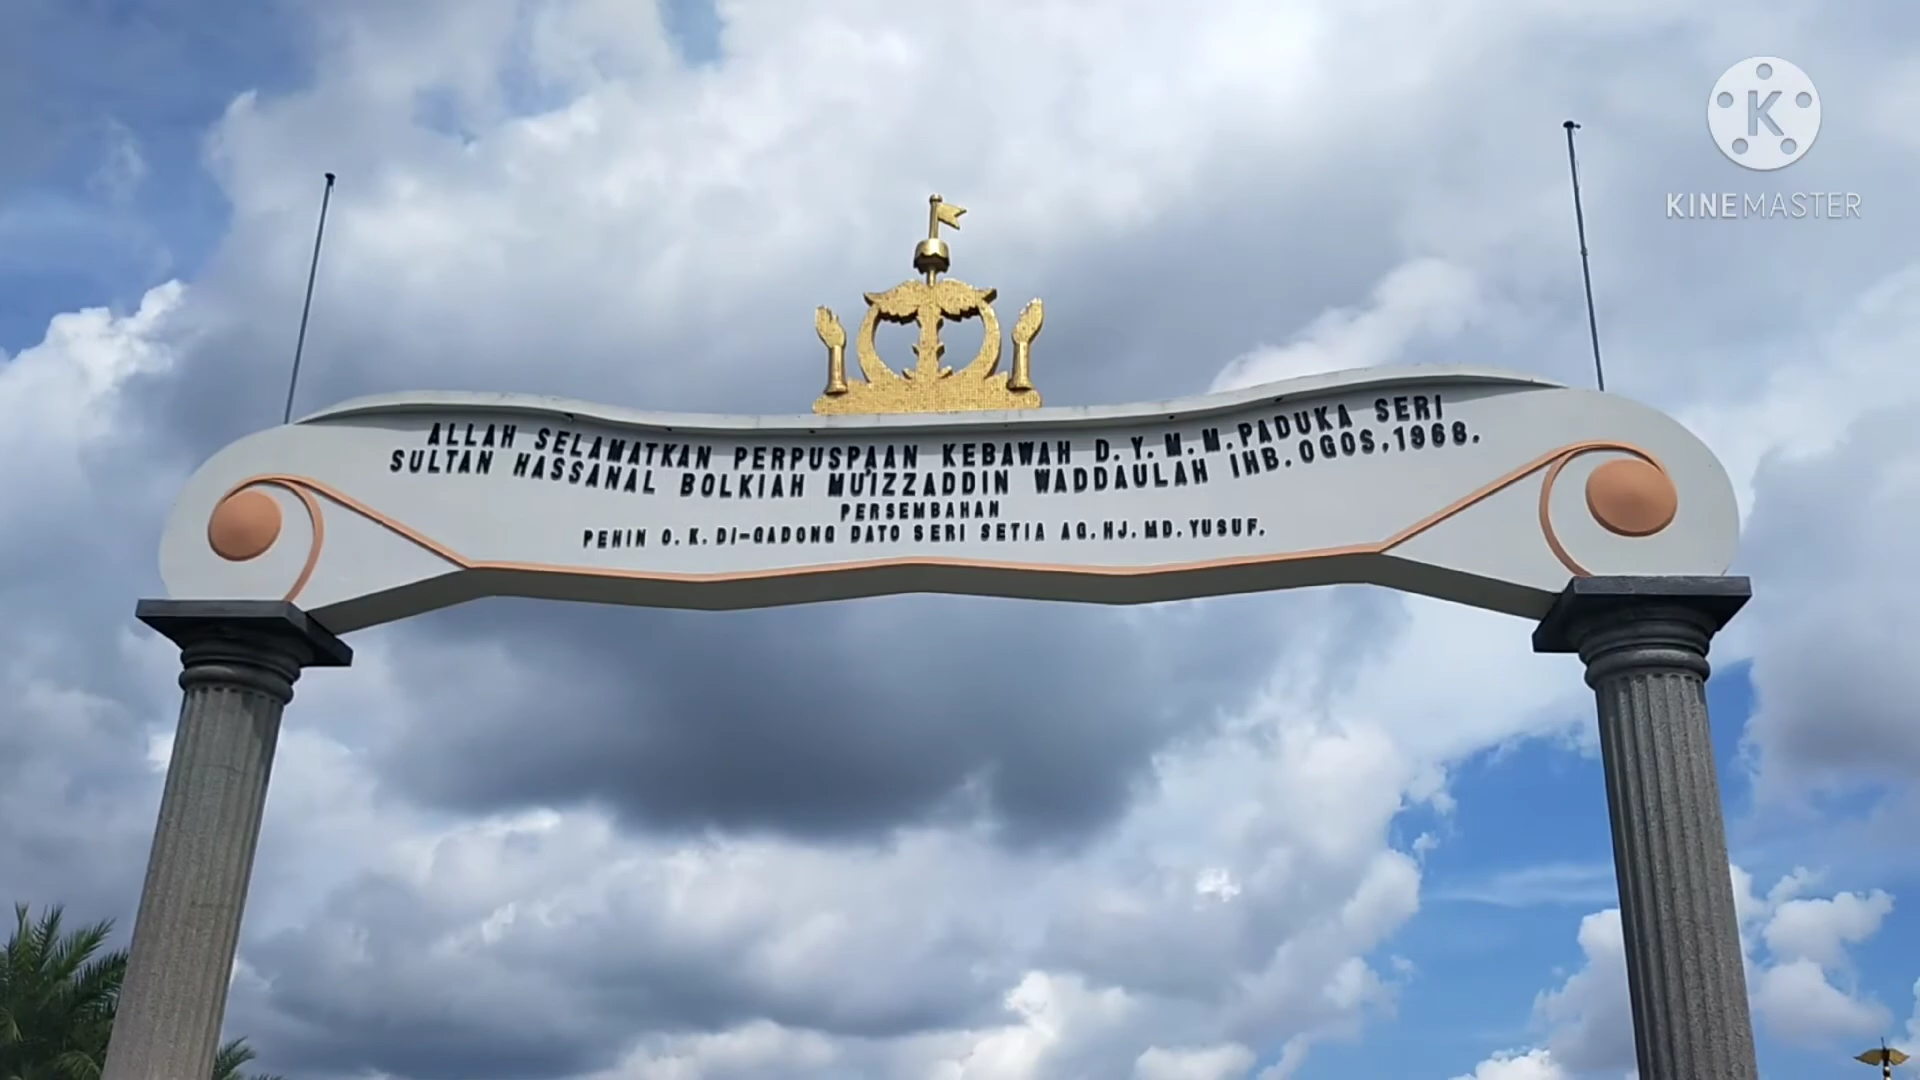 K
KINEMASTER
ALLAH SELAMATKAN PERPUSPAAN KEBAWAH D.Y.M.M.PADUKA SERI
SULTAN HASSANAL BOLKIAH MU'IZZADDIN WADDAULAH IHB.OGOS,1968.
PERSEMBAHAN
PEHIN O.K.DI-GADONG DATO SERI SETIA AG.HJ.MD.YUSUF.